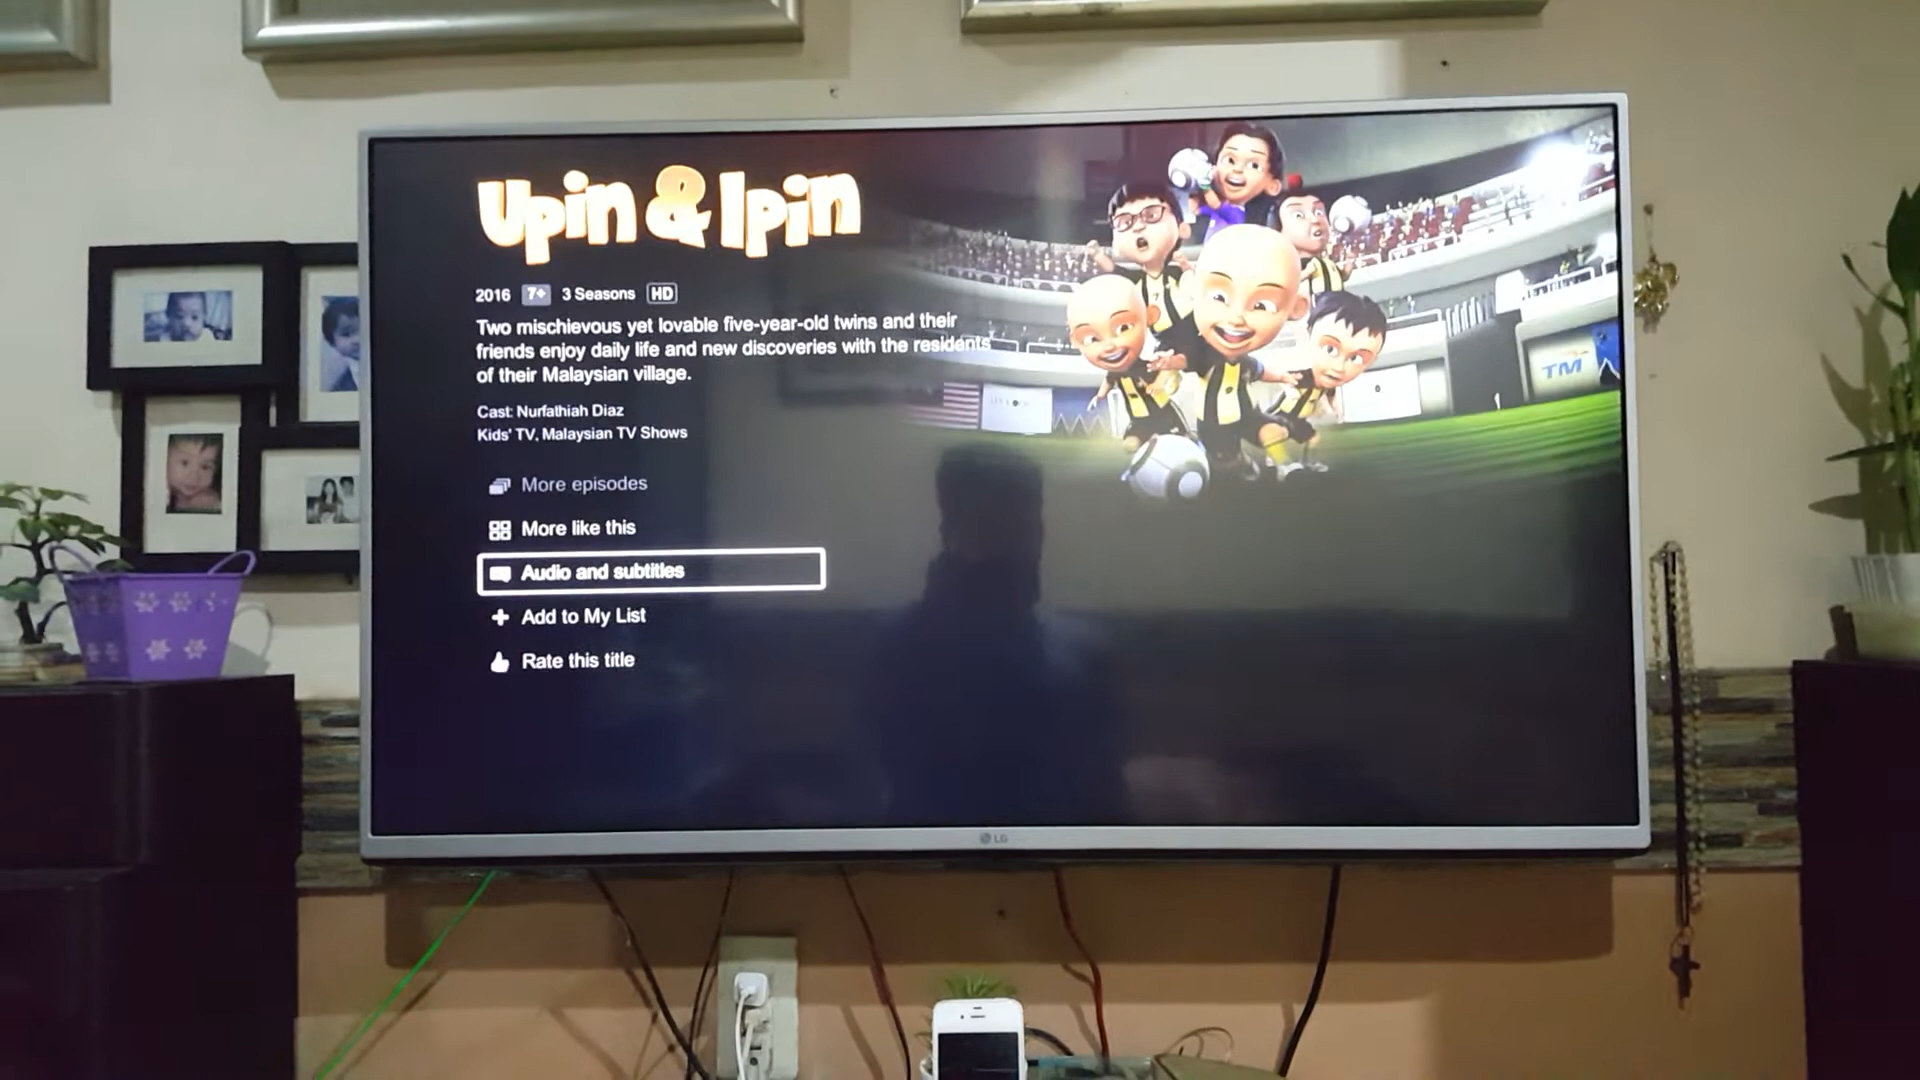 Upin & Ipin
2016 7+ 3 Seasons HD
Two mischievous yet lovable five-year-old twins and their
friends enjoy daily life and new discoveries with the residents
of their Malaysian village.
Cast: Nurfathiah Diaz
Kids' TV, Malaysian TV Shows
More episodes
More like this
Audio and subtitles
Add to My List
Rate this title
TM
LG